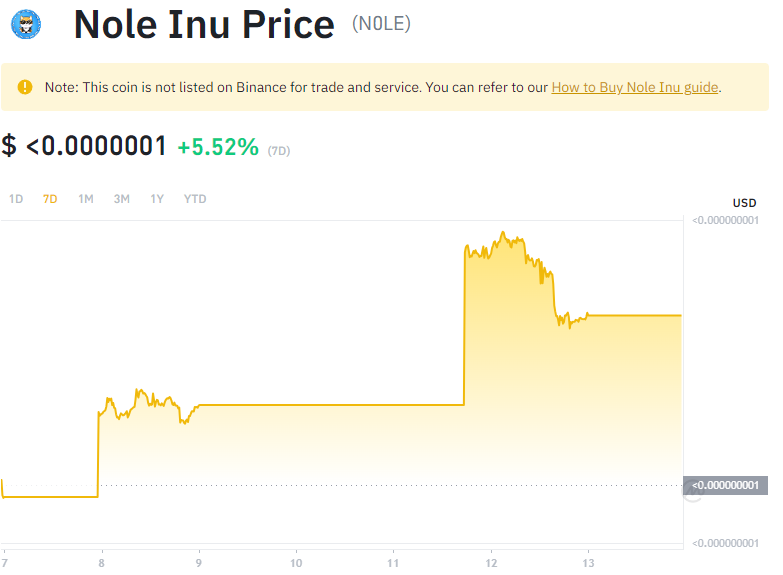 Nole Inu Price (N0LE)
Note: This coin is not listed on Binance for trade and service. You can refer to our How to Buy Nole Inu guide.
$ <0.0000001 +5.52% (7D)
1D 7D 1M 3M 1Y YTD
USD
<0.000000001
<0.000000001
<0.000000001
7 8 9 10 11 12 13